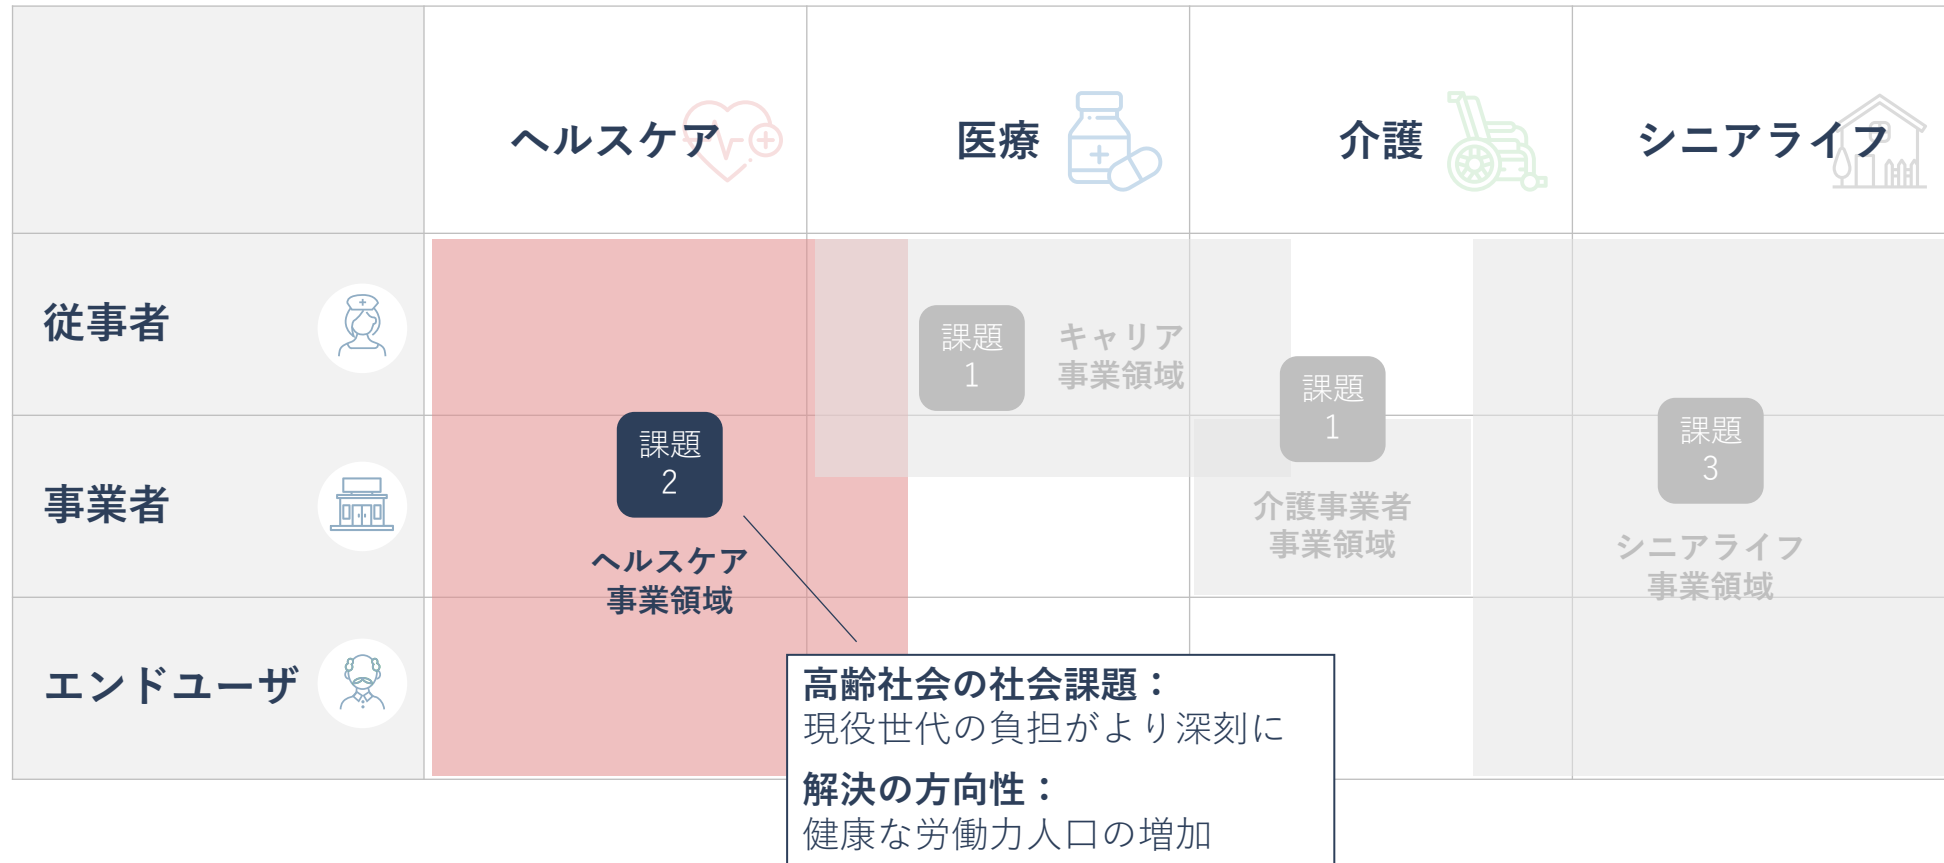 ヘルスケア
医療
介護
シニアライフ
従事者
課題
1
キャリア
事業領域
課題
1
事業者
課題
2
ヘルスケア
事業領域
介護事業者
事業領域
課題
3
シニアライフ
事業領域
エンドユーザ
高齢社会の社会課題：
現役世代の負担がより深刻に
解決の方向性：
健康な労働力人口の増加